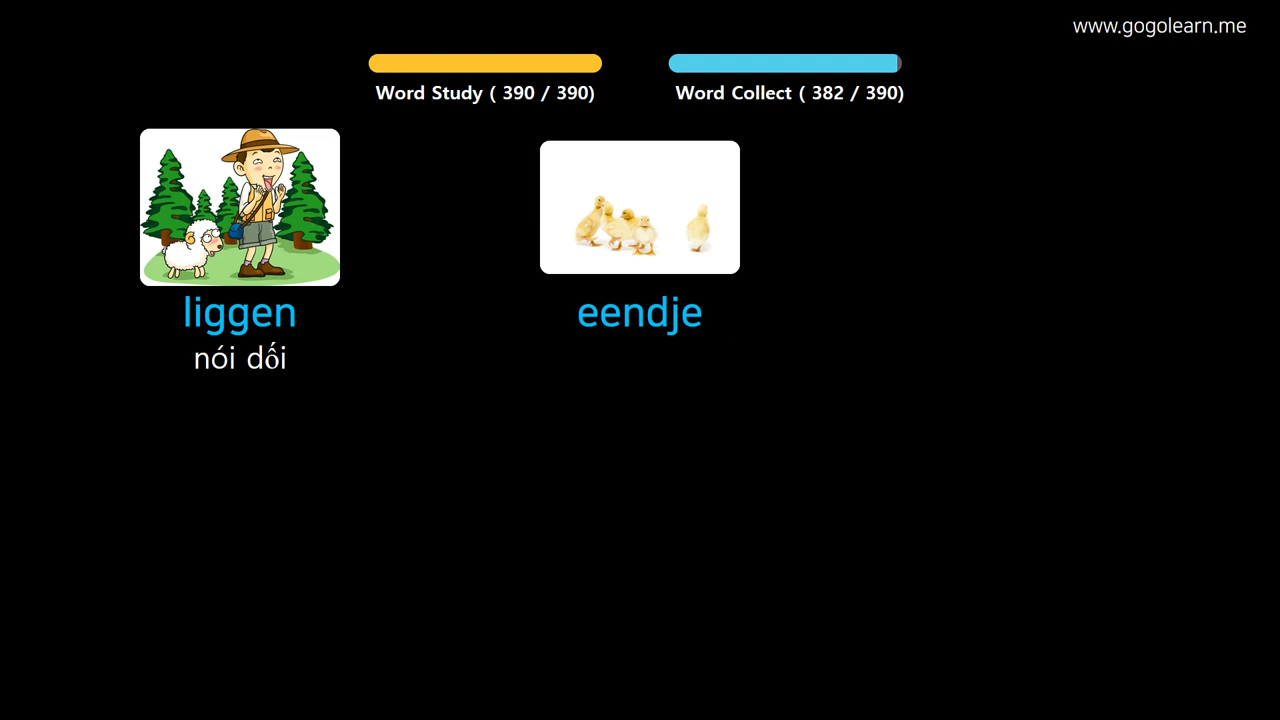 www.gogolearn.me
Word Study ( 390 / 390)
Word Collect ( 382 / 390)
liggen
nói dối
eendje